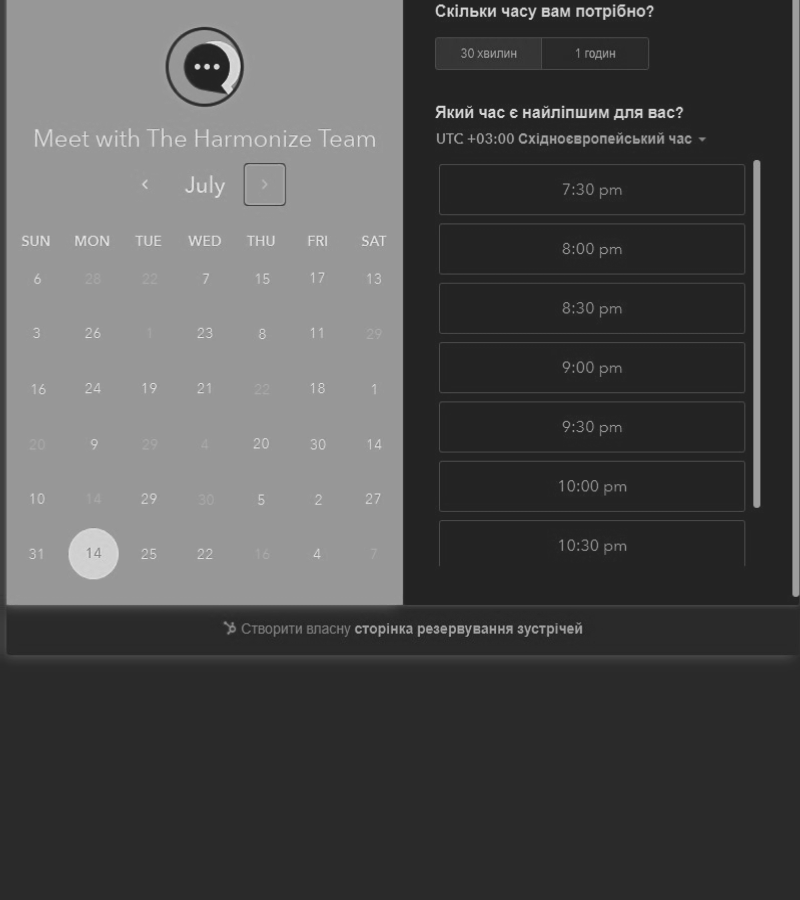 Meet with The Harmonize Team
July
SUN MON TUE WED THU FRI SAT
6 28 22 7 15 17 13
3 26 1 23 8 11 29
16 24 19 21 22 18 1
20 9 29 4 20 30 14
10 14 29 30 5 2 27
31 14 25 22 16 4 7
Скільки часу вам потрібно?
30 хвилин 1 годин
Який час є найліпшим для вас?
UTC +03:00 Східноєвропейський час
7:30 pm
8:00 pm
8:30 pm
9:00 pm
9:30 pm
10:00 pm
10:30 pm
Створити власну сторінка резервування зустрічей